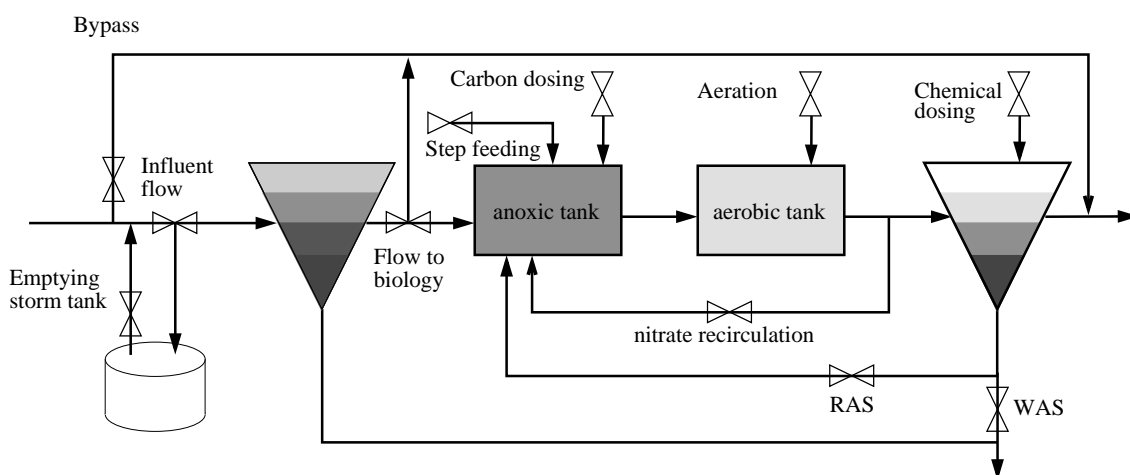 Bypass
Carbon dosing
Aeration
Chemical
dosing
Step feeding
Influent
flow
anoxic tank
aerobic tank
Flow to
biology
Emptying
storm tank
nitrate recirculation
RAS
WAS